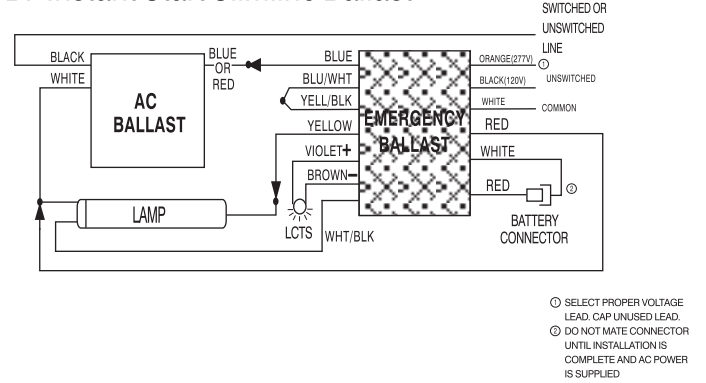 SWITCHED OR
UNSWITCHED
LINE
BLACK
WHITE
BLUE
OR
RED
AC
BALLAST
BLUE
BLU/WHT
YELL/BLK
YELLOW
VIOLET+
BROWN−
EMERGENCY
BALLAST
ORANGE(277V) ①
BLACK(120V) UNSWITCHED
WHITE COMMON
RED
WHITE
RED ②
BATTERY
CONNECTOR
LAMP
LCTS
WHT/BLK
① SELECT PROPER VOLTAGE
LEAD. CAP UNUSED LEAD.
② DO NOT MATE CONNECTOR
UNTIL INSTALLATION IS
COMPLETE AND AC POWER
IS SUPPLIED